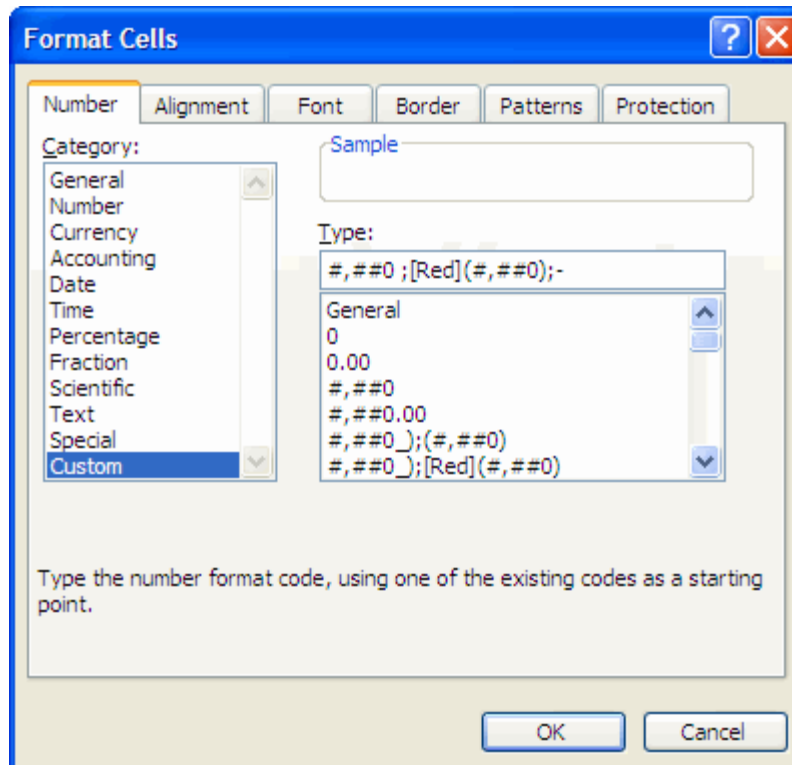 Format Cells
?
Number Alignment Font Border Patterns Protection
Category:
General
Number
Currency
Accounting
Date
Time
Percentage
Fraction
Scientific
Text
Special
Custom
Sample
Type:
#,##0 ;[Red](#,##0);-
General
0
0.00
#,##0
#,##0.00
#,##0_);(#,##0)
#,##0_);[Red](#,##0)
Type the number format code, using one of the existing codes as a starting
point.
OK Cancel